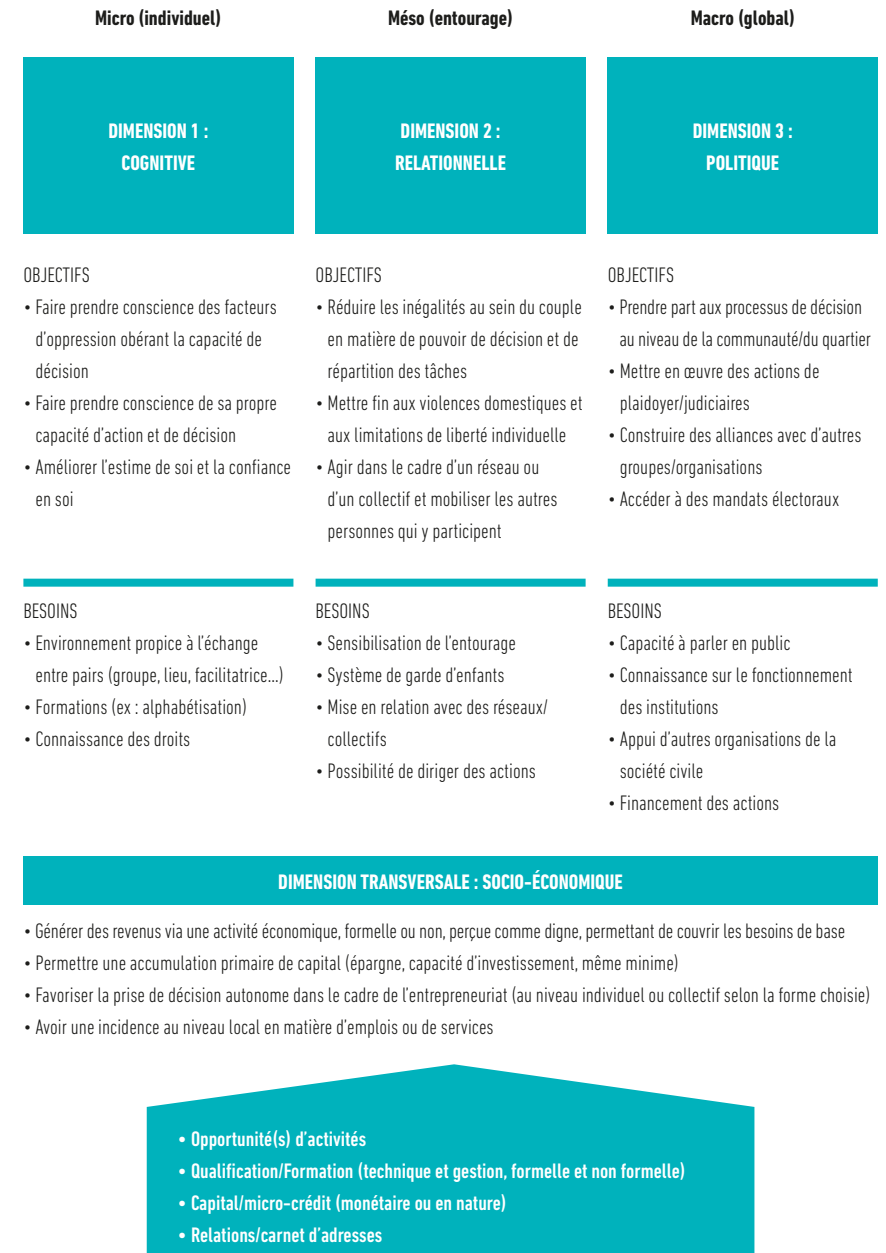 Micro (individuel)
Méso (entourage)
Macro (global)
DIMENSION 1 :
COGNITIVE
DIMENSION 2 :
RELATIONNELLE
DIMENSION 3 :
POLITIQUE
OBJECTIFS
• Faire prendre conscience des facteurs
d’oppression obérant la capacité de
décision
• Faire prendre conscience de sa propre
capacité d’action et de décision
• Améliorer l’estime de soi et la confiance
en soi
OBJECTIFS
• Réduire les inégalités au sein du couple
en matière de pouvoir de décision et de
répartition des tâches
• Mettre fin aux violences domestiques et
aux limitations de liberté individuelle
• Agir dans le cadre d’un réseau ou
d’un collectif et mobiliser les autres
personnes qui y participent
OBJECTIFS
• Prendre part aux processus de décision
au niveau de la communauté/du quartier
• Mettre en œuvre des actions de
plaidoyer/judiciaires
• Construire des alliances avec d’autres
groupes/organisations
• Accéder à des mandats électoraux
BESOINS
• Environnement propice à l’échange
entre pairs (groupe, lieu, facilitatrice...)
• Formations (ex : alphabétisation)
• Connaissance des droits
BESOINS
• Sensibilisation de l’entourage
• Système de garde d’enfants
• Mise en relation avec des réseaux/
collectifs
• Possibilité de diriger des actions
BESOINS
• Capacité à parler en public
• Connaissance sur le fonctionnement
des institutions
• Appui d’autres organisations de la
société civile
• Financement des actions
DIMENSION TRANSVERSALE : SOCIO-ÉCONOMIQUE
• Générer des revenus via une activité économique, formelle ou non, perçue comme digne, permettant de couvrir les besoins de base
• Permettre une accumulation primaire de capital (épargne, capacité d’investissement, même minime)
• Favoriser la prise de décision autonome dans le cadre de l’entrepreneuriat (au niveau individuel ou collectif selon la forme choisie)
• Avoir une incidence au niveau local en matière d’emplois ou de services
• Opportunité(s) d’activités
• Qualification/Formation (technique et gestion, formelle et non formelle)
• Capital/micro-crédit (monétaire ou en nature)
• Relations/carnet d’adresses